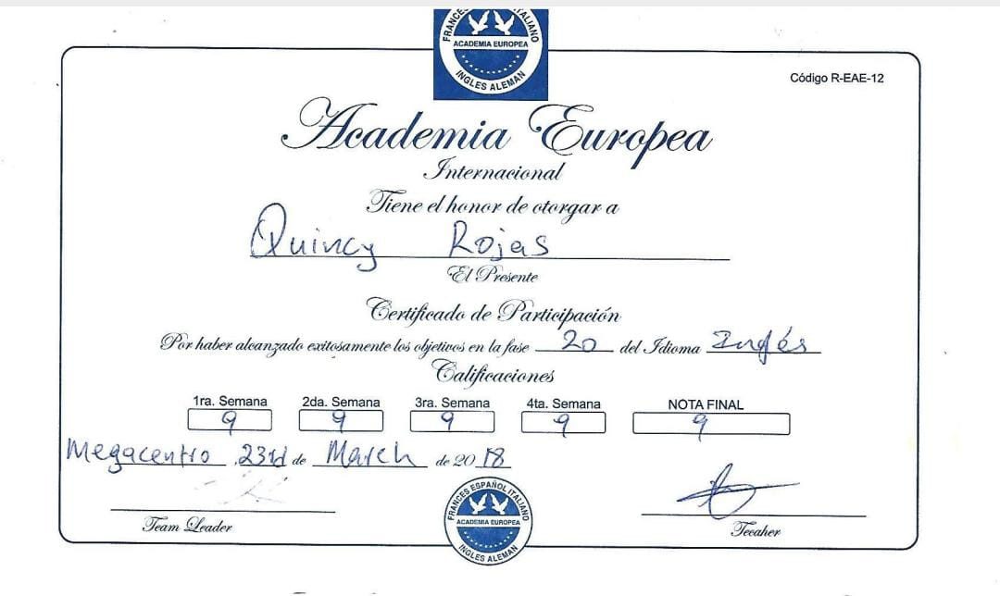 FRANCES ESPAÑOL ITALIANO
ACADEMIA EUROPEA
INGLES ALEMAN
Código R-EAE-12
Academia Europea
Internacional
Tiene el honor de otorgar a
Quincy Rojas
El Presente
Certificado de Participación
Por haber alcanzado exitosamente los objetivos en la fase 20 del Idioma Inglés
Calificaciones
1ra. Semana 2da. Semana 3ra. Semana 4ta. Semana NOTA FINAL
9 9 9 9 9
Megacentro, 23rd de March de 2018
Team Leader Tecaher
FRANCES ESPAÑOL ITALIANO
ACADEMIA EUROPEA
INGLES ALEMAN